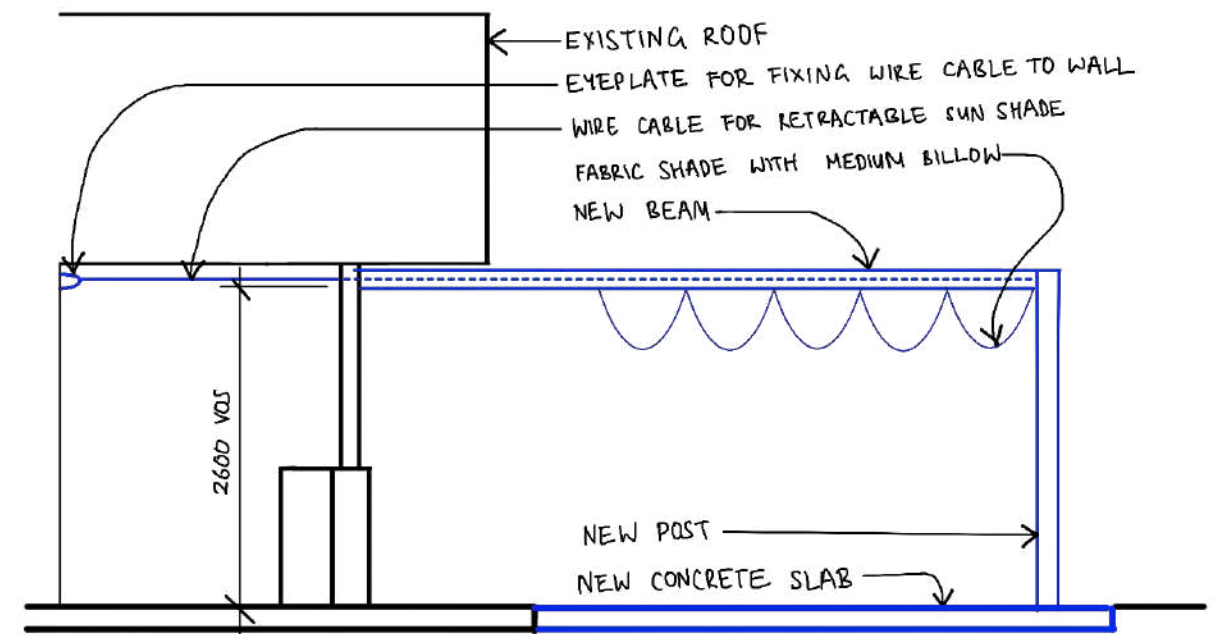 EXISTING ROOF
EYEPLATE FOR FIXING WIRE CABLE TO WALL
WIRE CABLE FOR RETRACTABLE SUN SHADE
FABRIC SHADE WITH MEDIUM BILLOW
NEW BEAM
2600 VOS
NEW POST
NEW CONCRETE SLAB